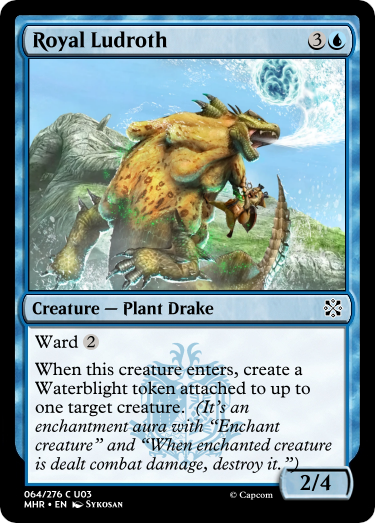 Royal Ludroth 3
Creature — Plant Drake
Ward 2
When this creature enters, create a
Waterblight token attached to up to
one target creature. (It's an
enchantment aura with “Enchant
creature” and “When enchanted creature
is dealt combat damage, destroy it.”)
2/4
064/276 C U03
MHR • EN Sykosan
© Capcom